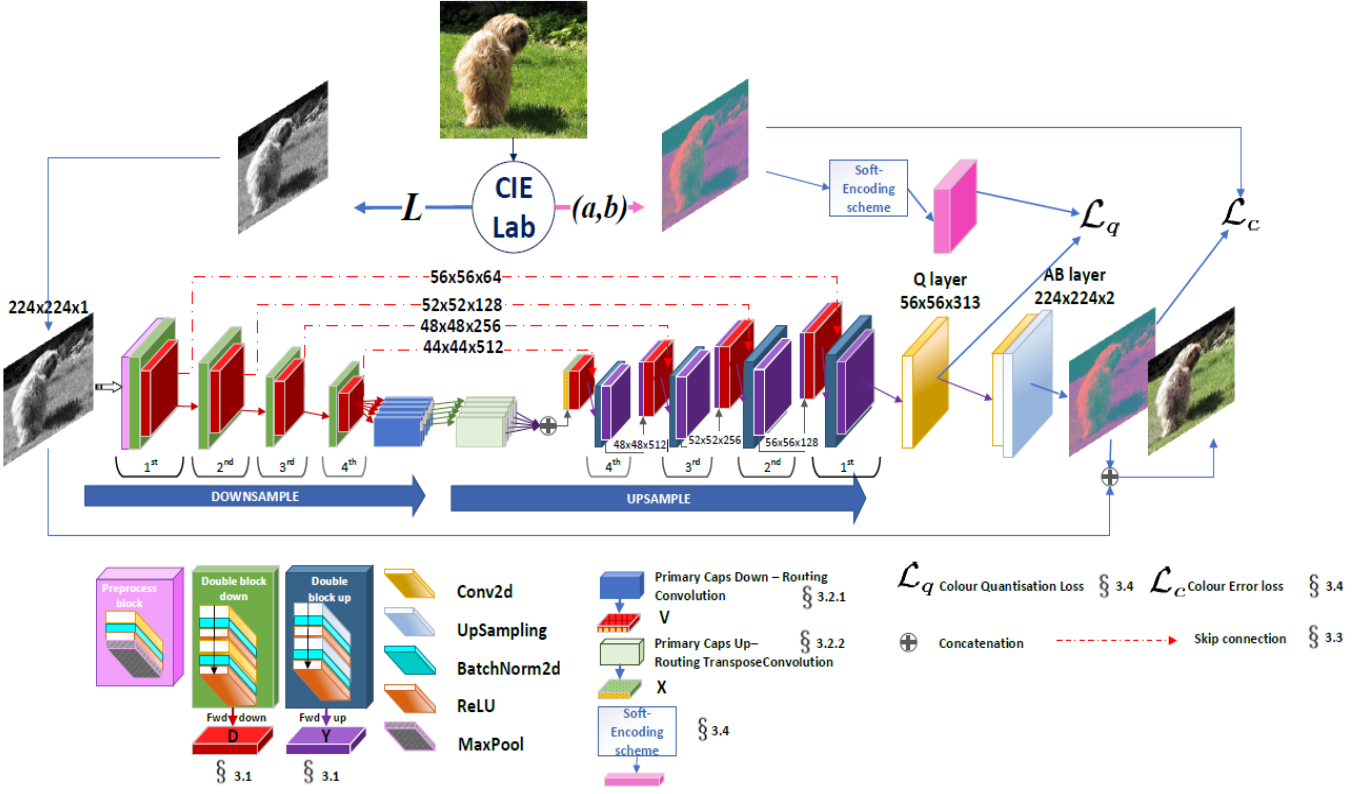 CIE
Lab
L
(a,b)
Soft-
Encoding
scheme
ℒq
ℒc
224x224x1
56x56x64
52x52x128
48x48x256
44x44x512
Q layer
56x56x313
AB layer
224x224x2
48x48x512
52x52x256
56x56x128
1st
2nd
3rd
4th
4th
3rd
2nd
1st
DOWNSAMPLE
UPSAMPLE
Preprocess
block
Double block
down
Double
block up
Fwd down
Fwd up
D
Y
§ 3.1
§ 3.1
Conv2d
UpSampling
BatchNorm2d
ReLU
MaxPool
Primary Caps Down – Routing
Convolution
§ 3.2.1
V
Primary Caps Up–
Routing TransposeConvolution
§ 3.2.2
X
Soft-
Encoding
scheme
§ 3.4
ℒq Colour Quantisation Loss § 3.4
ℒc Colour Error loss § 3.4
Concatenation
Skip connection § 3.3